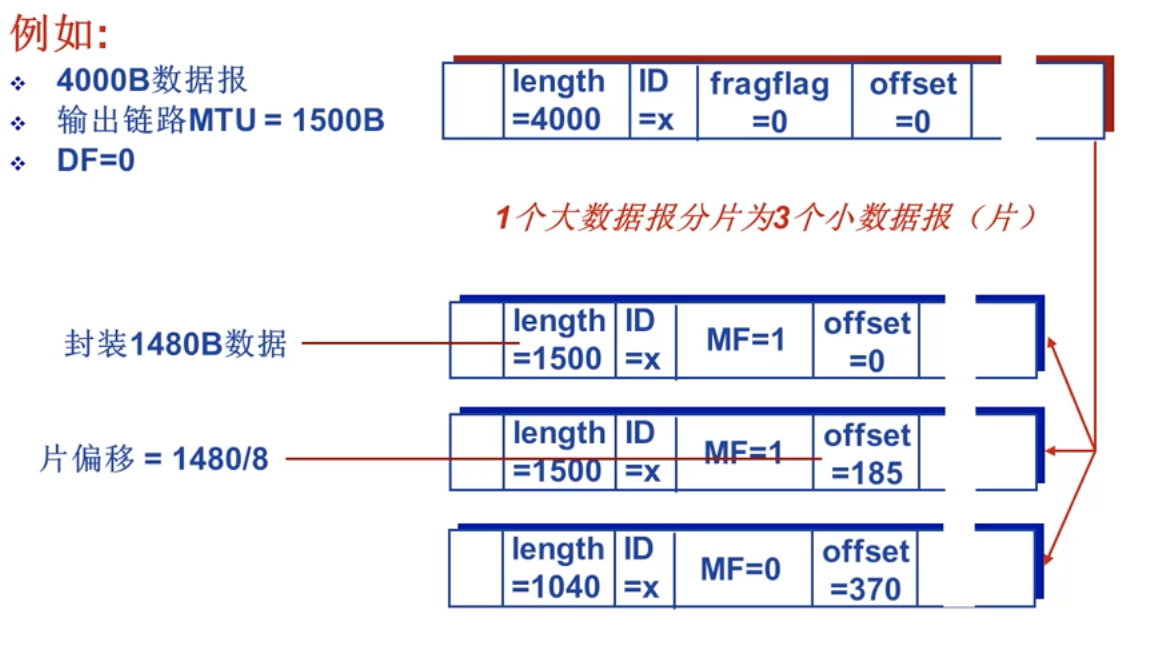 例如:
❖ 4000B数据报
❖ 输出链路MTU = 1500B
❖ DF=0
length =4000 ID =x fragflag =0 offset =0
1个大数据报分片为3个小数据报（片）
封装1480B数据
length =1500 ID =x MF=1 offset =0
片偏移 = 1480/8
length =1500 ID =x MF=1 offset =185
length =1040 ID =x MF=0 offset =370